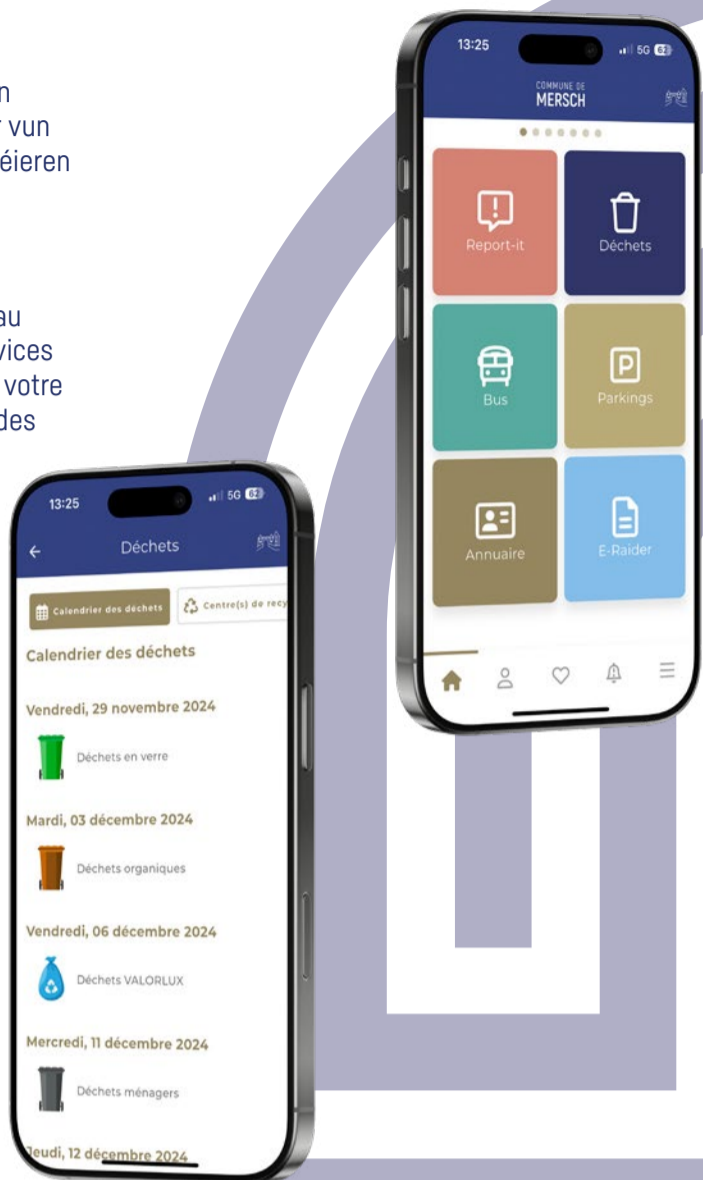 n
vun
éieren
au
vices
votre
des
13:25
5G 62
COMMUNE DE
MERSCH
Report-it
Déchets
Bus
P
Parkings
Annuaire
E-Raider
13:25
5G 62
Déchets
Calendrier des déchets
Centre(s) de recy
Calendrier des déchets
Vendredi, 29 novembre 2024
Déchets en verre
Mardi, 03 décembre 2024
Déchets organiques
Vendredi, 06 décembre 2024
Déchets VALORLUX
Mercredi, 11 décembre 2024
Déchets ménagers
Jeudi, 12 décembre 2024